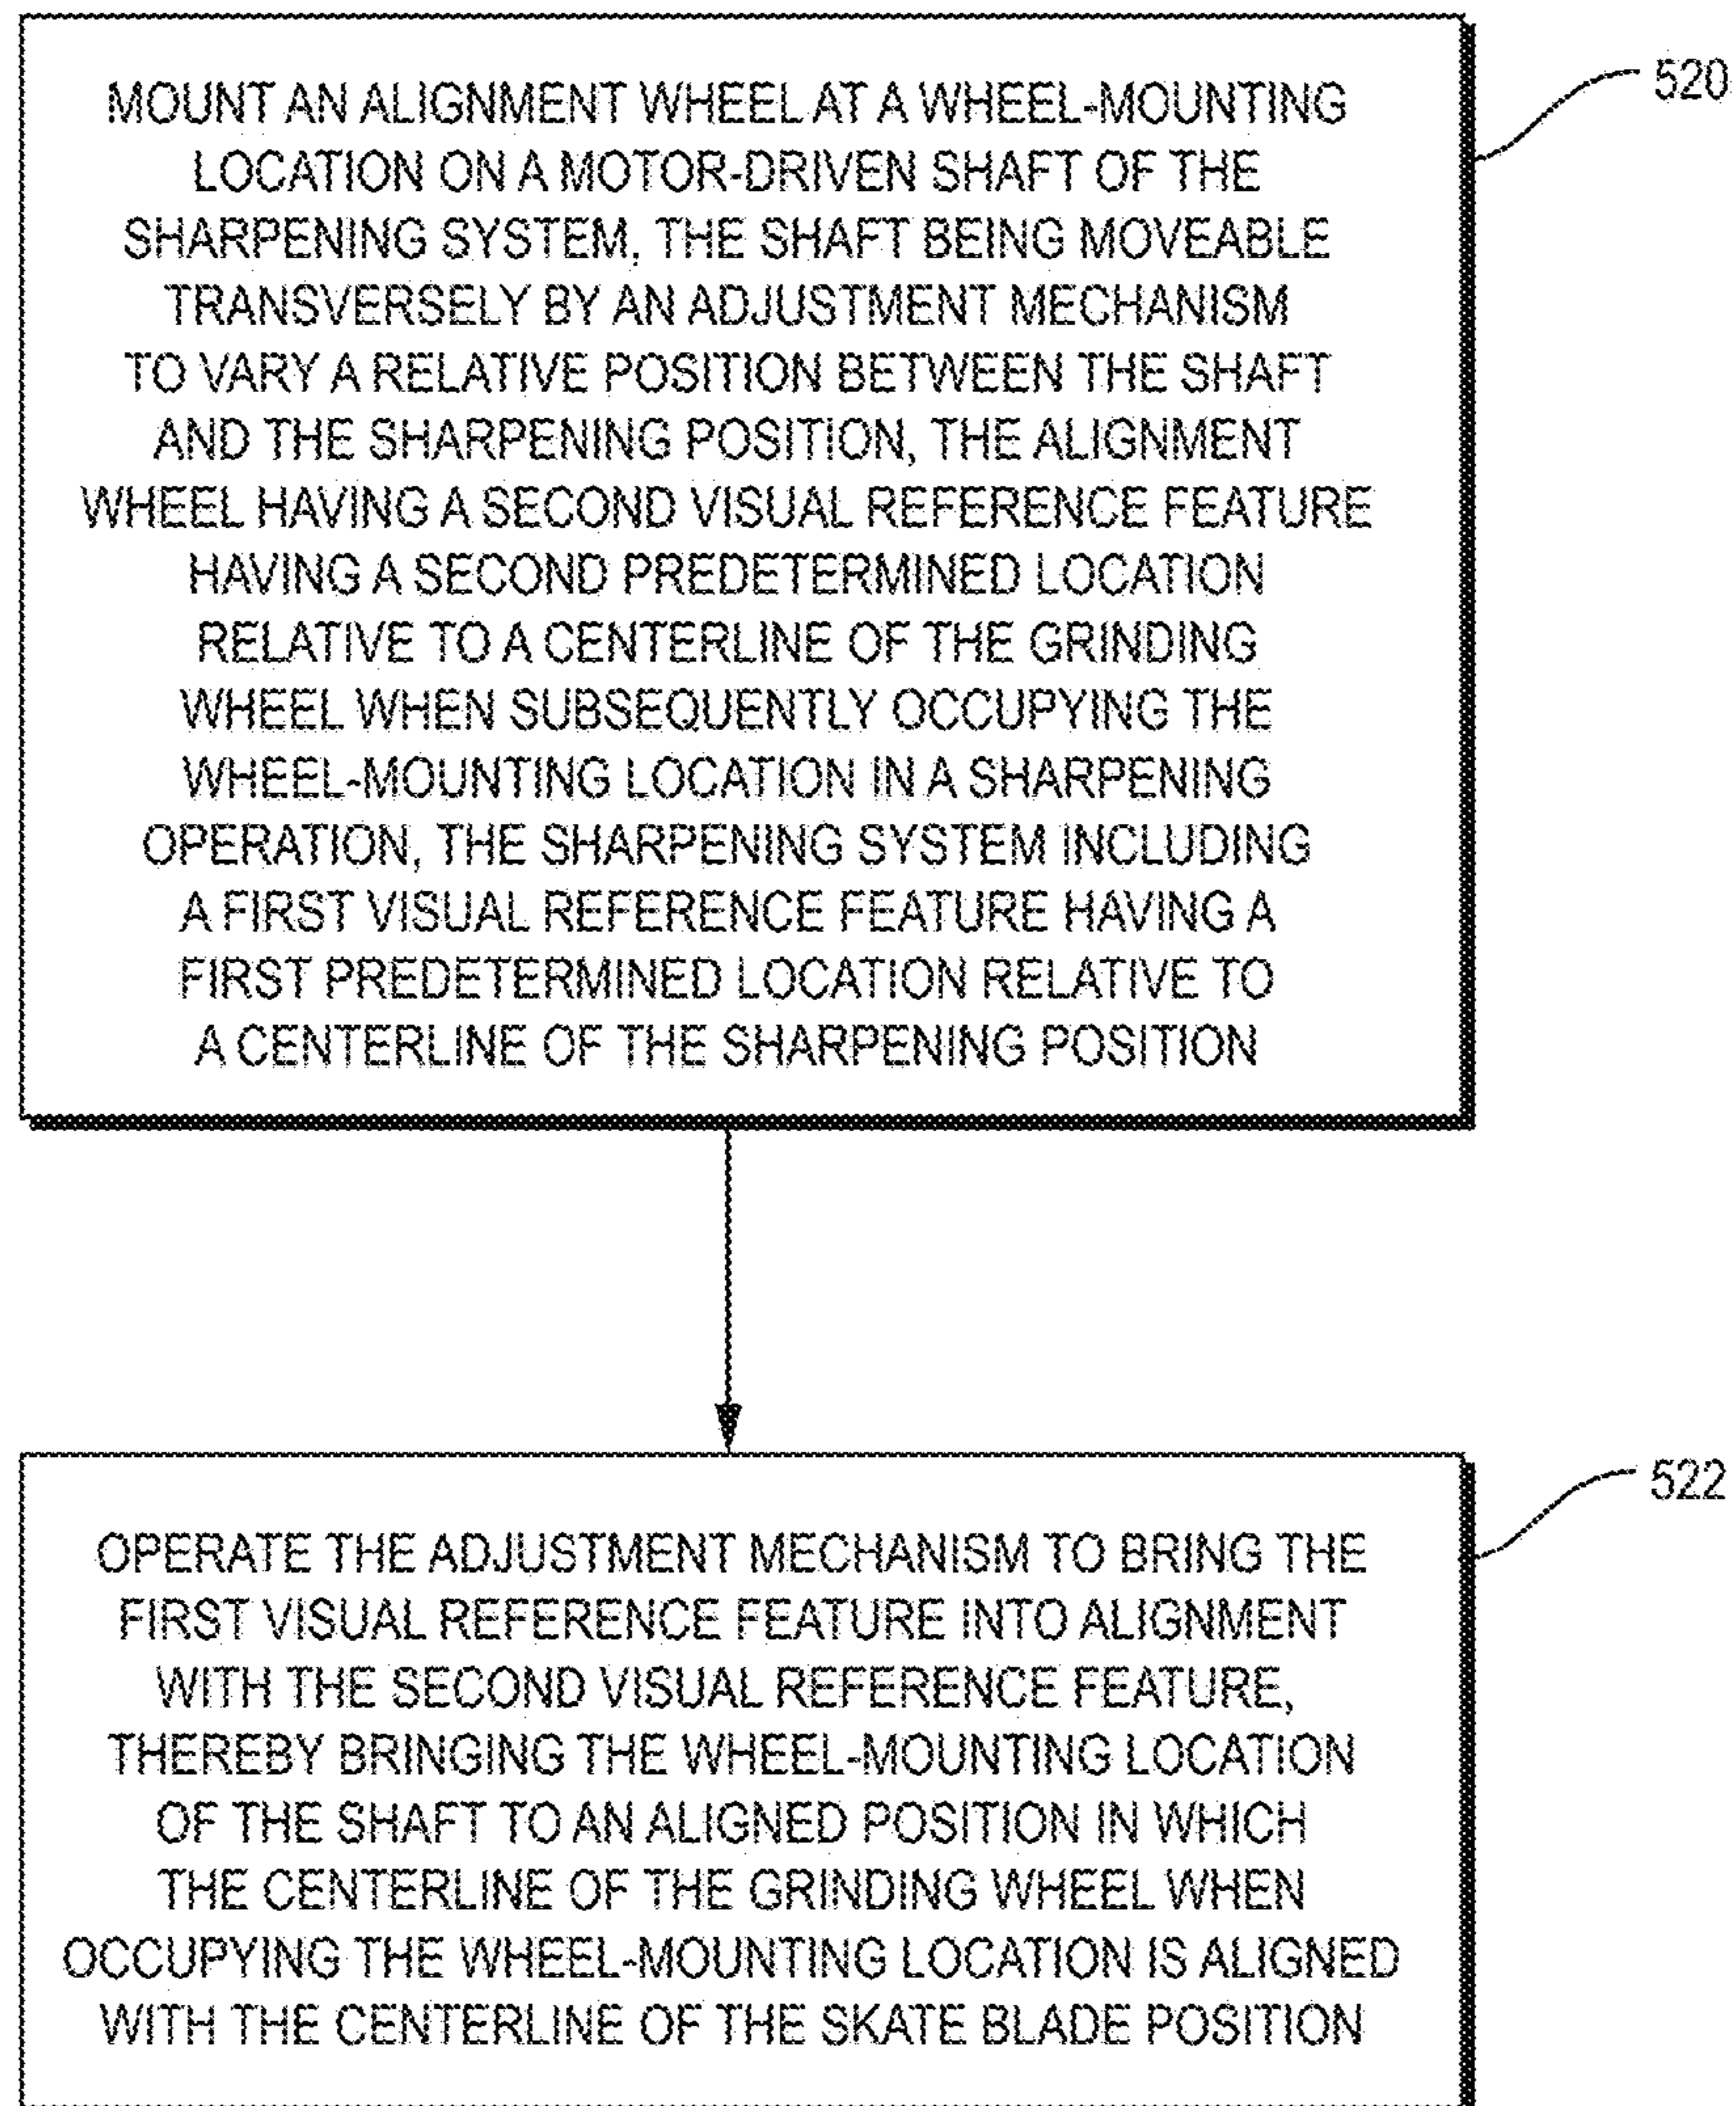 MOUNT AN ALIGNMENT WHEEL AT A WHEEL-MOUNTING
LOCATION ON A MOTOR-DRIVEN SHAFT OF THE
SHARPENING SYSTEM, THE SHAFT BEING MOVEABLE
TRANSVERSELY BY AN ADJUSTMENT MECHANISM
TO VARY A RELATIVE POSITION BETWEEN THE SHAFT
AND THE SHARPENING POSITION, THE ALIGNMENT
WHEEL HAVING A SECOND VISUAL REFERENCE FEATURE
HAVING A SECOND PREDETERMINED LOCATION
RELATIVE TO A CENTERLINE OF THE GRINDING
WHEEL WHEN SUBSEQUENTLY OCCUPYING THE
WHEEL-MOUNTING LOCATION IN A SHARPENING
OPERATION, THE SHARPENING SYSTEM INCLUDING
A FIRST VISUAL REFERENCE FEATURE HAVING A
FIRST PREDETERMINED LOCATION RELATIVE TO
A CENTERLINE OF THE SHARPENING POSITION
520
OPERATE THE ADJUSTMENT MECHANISM TO BRING THE
FIRST VISUAL REFERENCE FEATURE INTO ALIGNMENT
WITH THE SECOND VISUAL REFERENCE FEATURE,
THEREBY BRINGING THE WHEEL-MOUNTING LOCATION
OF THE SHAFT TO AN ALIGNED POSITION IN WHICH
THE CENTERLINE OF THE GRINDING WHEEL WHEN
OCCUPYING THE WHEEL-MOUNTING LOCATION IS ALIGNED
WITH THE CENTERLINE OF THE SKATE BLADE POSITION
522